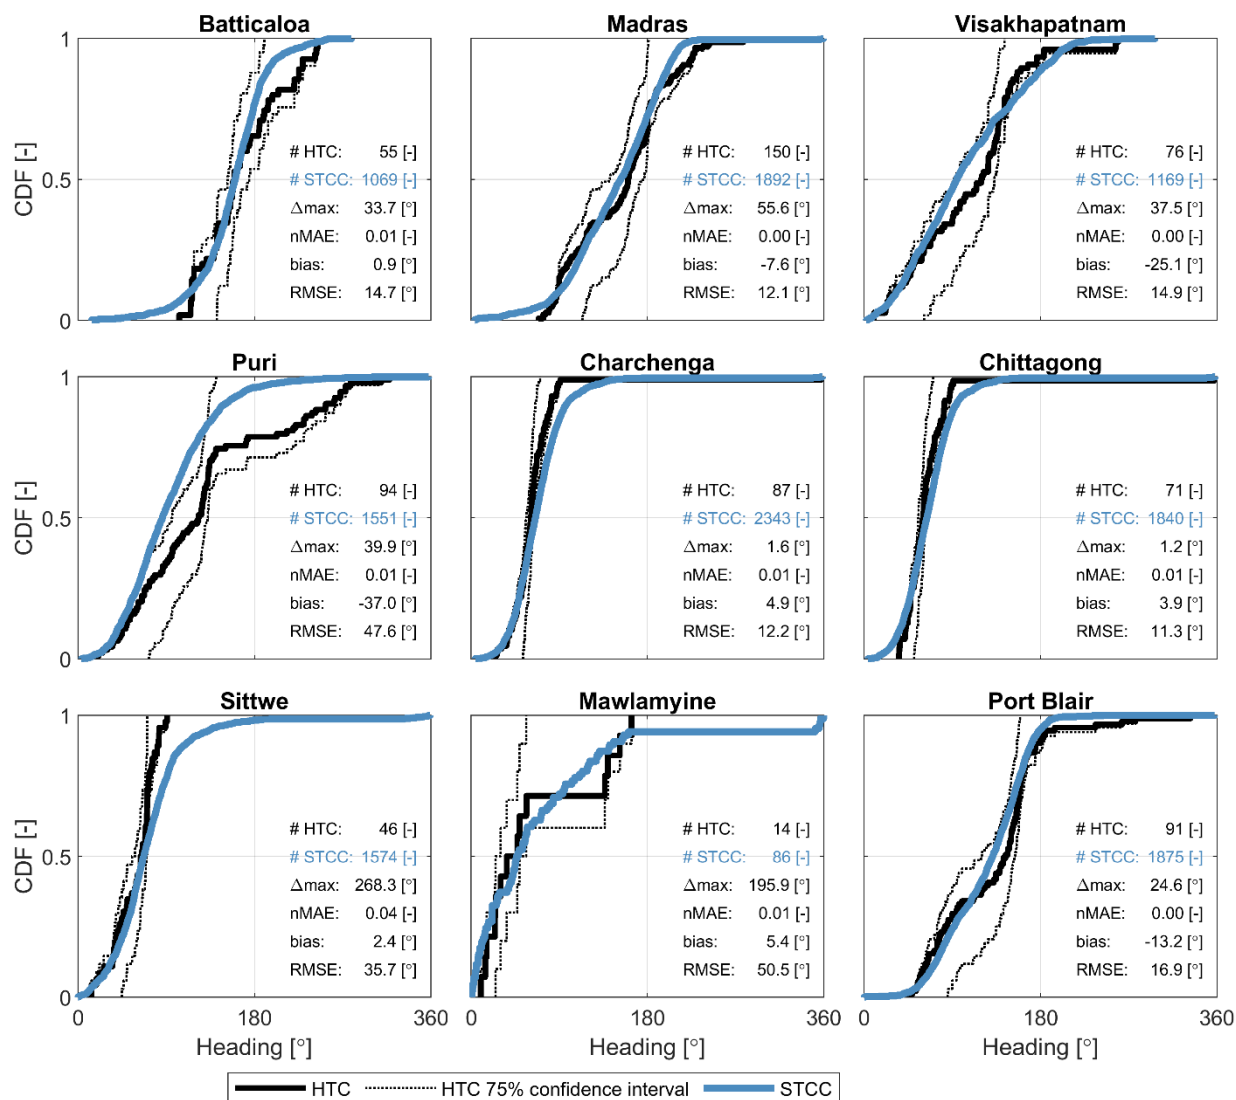 Batticaloa
Madras
Visakhapatnam
1
0.5
0
CDF [-]
# HTC: 55 [-]
# STCC: 1069 [-]
Δmax: 33.7 [°]
nMAE: 0.01 [-]
bias: 0.9 [°]
RMSE: 14.7 [°]
# HTC: 150 [-]
# STCC: 1892 [-]
Δmax: 55.6 [°]
nMAE: 0.00 [-]
bias: -7.6 [°]
RMSE: 12.1 [°]
# HTC: 76 [-]
# STCC: 1169 [-]
Δmax: 37.5 [°]
nMAE: 0.00 [-]
bias: -25.1 [°]
RMSE: 14.9 [°]
Puri
Charchenga
Chittagong
1
0.5
0
CDF [-]
# HTC: 94 [-]
# STCC: 1551 [-]
Δmax: 39.9 [°]
nMAE: 0.01 [-]
bias: -37.0 [°]
RMSE: 47.6 [°]
# HTC: 87 [-]
# STCC: 2343 [-]
Δmax: 1.6 [°]
nMAE: 0.01 [-]
bias: 4.9 [°]
RMSE: 12.2 [°]
# HTC: 71 [-]
# STCC: 1840 [-]
Δmax: 1.2 [°]
nMAE: 0.01 [-]
bias: 3.9 [°]
RMSE: 11.3 [°]
Sittwe
Mawlamyine
Port Blair
1
0.5
0
CDF [-]
# HTC: 46 [-]
# STCC: 1574 [-]
Δmax: 268.3 [°]
nMAE: 0.04 [-]
bias: 2.4 [°]
RMSE: 35.7 [°]
# HTC: 14 [-]
# STCC: 86 [-]
Δmax: 195.9 [°]
nMAE: 0.01 [-]
bias: 5.4 [°]
RMSE: 50.5 [°]
# HTC: 91 [-]
# STCC: 1875 [-]
Δmax: 24.6 [°]
nMAE: 0.00 [-]
bias: -13.2 [°]
RMSE: 16.9 [°]
0 180 360
0 180 360
0 180 360
Heading [°]
Heading [°]
Heading [°]
HTC
HTC 75% confidence interval
STCC